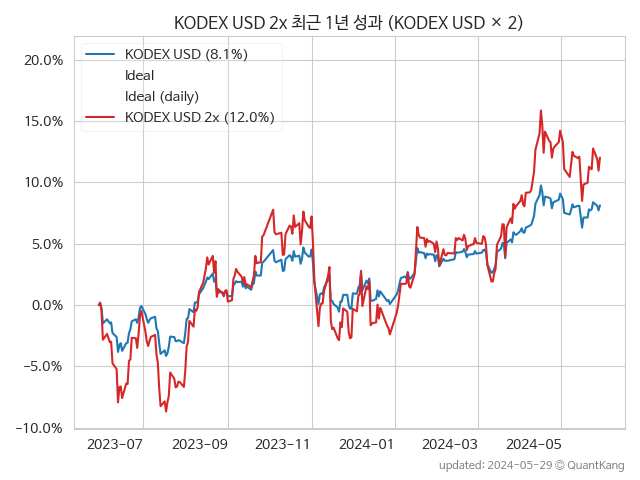 KODEX USD 2x 최근 1년 성과 (KODEX USD × 2)
KODEX USD (8.1%)
Ideal
Ideal (daily)
KODEX USD 2x (12.0%)
20.0%
15.0%
10.0%
5.0%
0.0%
−5.0%
−10.0%
2023-07 2023-09 2023-11 2024-01 2024-03 2024-05
updated: 2024-05-29 © QuantKang